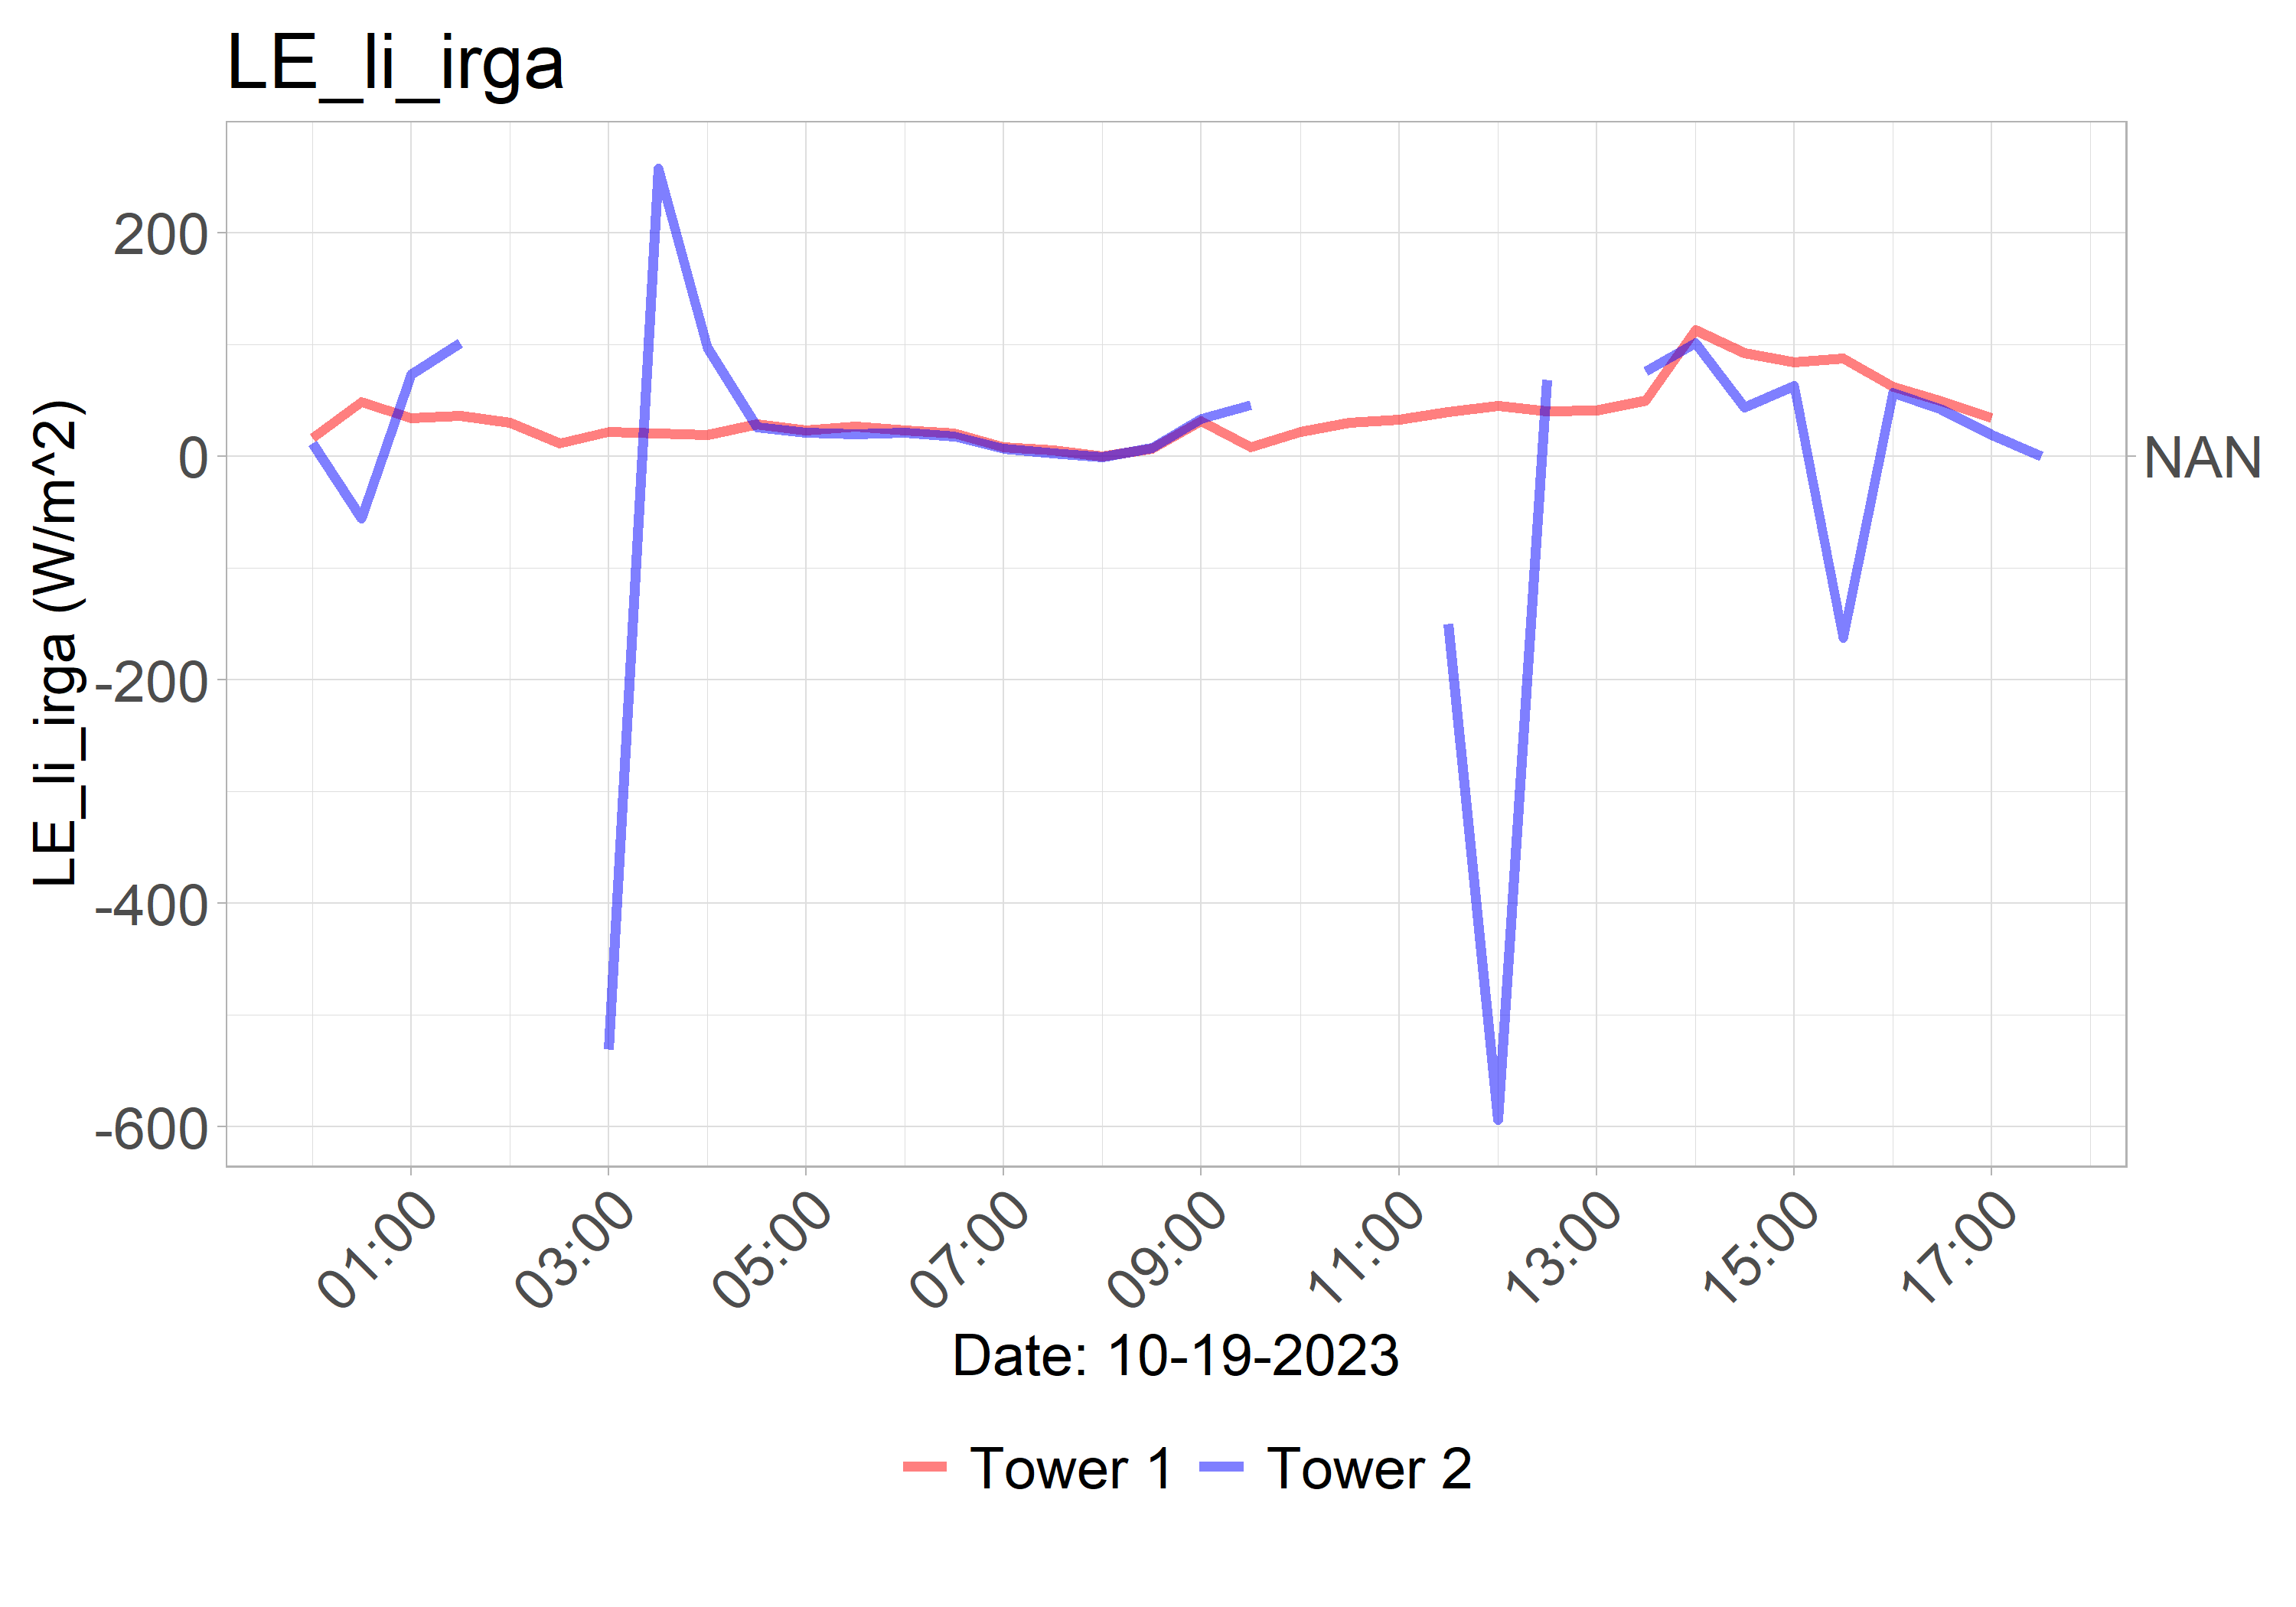 LE_li_irga
LE_li_irga (W/m^2)
200
0
-200
-400
-600
NAN
01:00 03:00 05:00 07:00 09:00 11:00 13:00 15:00 17:00
Date: 10-19-2023
Tower 1 Tower 2